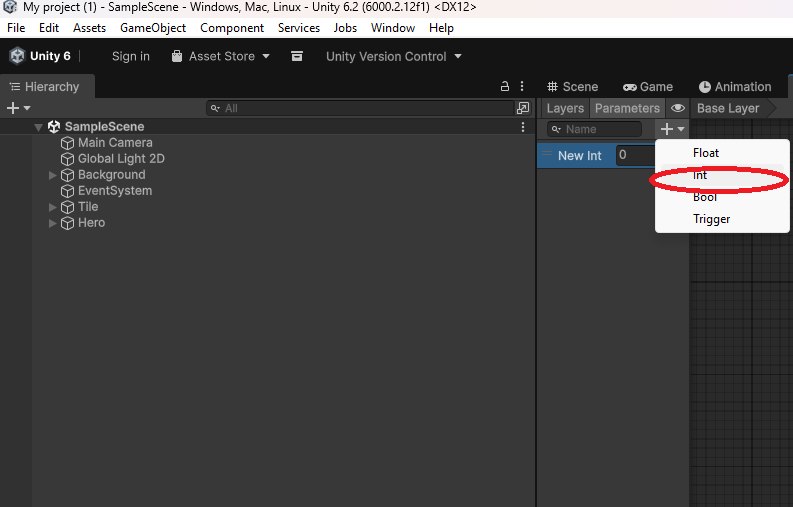 My project (1) - SampleScene - Windows, Mac, Linux - Unity 6.2 (6000.2.12f1) <DX12>
File Edit Assets GameObject Component Services Jobs Window Help
Unity 6 Sign in Asset Store Unity Version Control
Hierarchy
All
SampleScene
Main Camera
Global Light 2D
Background
EventSystem
Tile
Hero
Scene Game Animation
Layers Parameters Base Layer
Name
New Int 0
Float
Int
Bool
Trigger